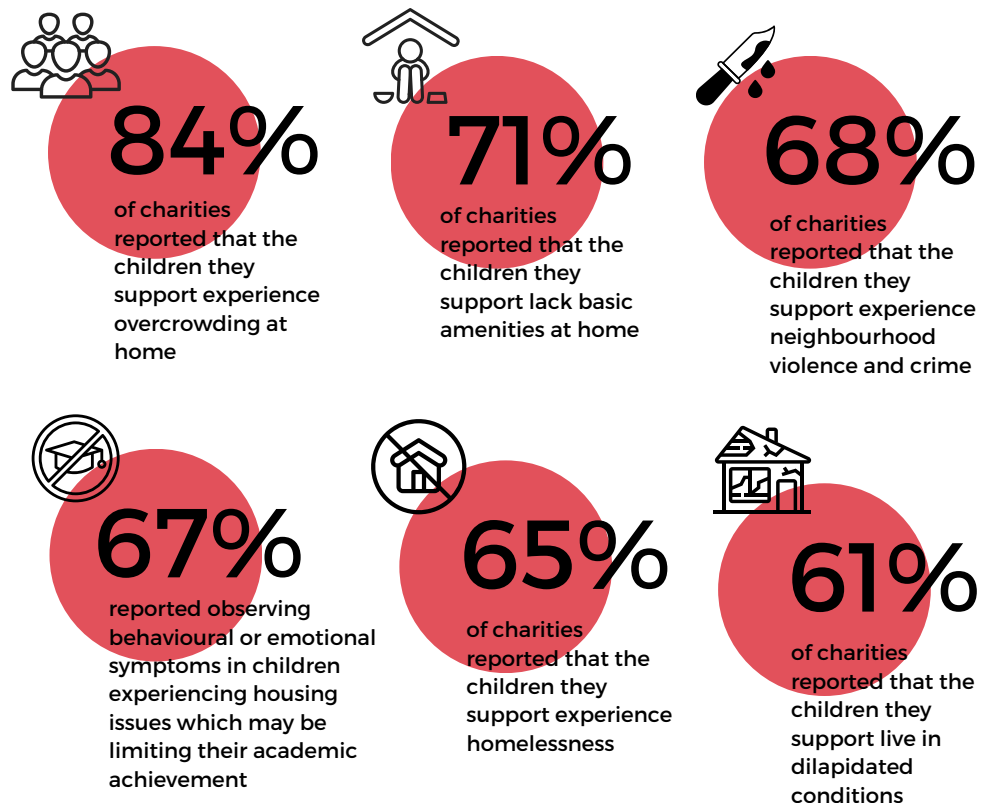 84%
of charities
reported that the
children they
support experience
overcrowding at
home
71%
of charities
reported that the
children they
support lack basic
amenities at home
68%
of charities
reported that the
children they
support experience
neighbourhood
violence and crime
67%
reported observing
behavioural or emotional
symptoms in children
experiencing housing
issues which may be
limiting their academic
achievement
65%
of charities
reported that the
children they
support experience
homelessness
61%
of charities
reported that the
children they
support live in
dilapidated
conditions